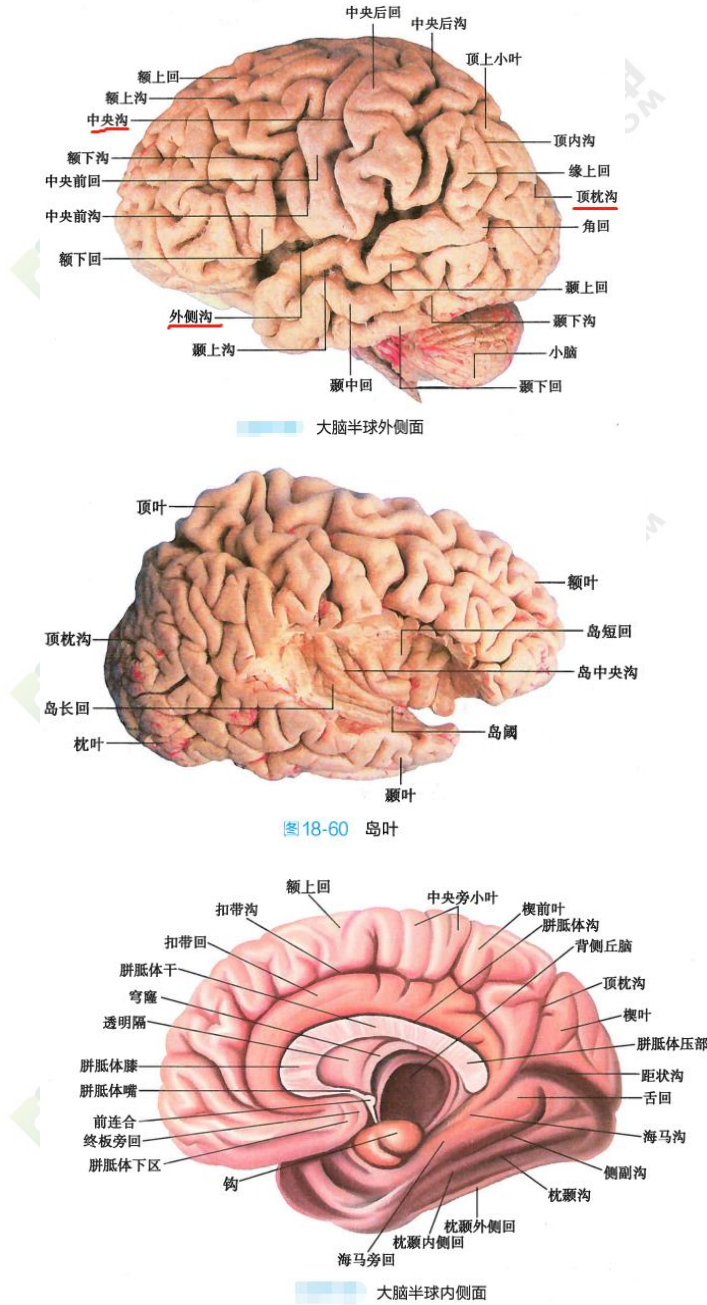 中央后回
中央后沟
顶上小叶
额上回
额上沟
中央沟
顶内沟
额下沟
缘上回
中央前回
顶枕沟
中央前沟
角回
额下回
颞上回
外侧沟
颞下沟
颞上沟
小脑
颞中回
颞下回
大脑半球外侧面
顶叶
额叶
岛短回
顶枕沟
岛中央沟
岛长回
岛阈
枕叶
颞叶
图18-60 岛叶
额上回
中央旁小叶
扣带沟
楔前叶
胼胝体沟
扣带回
背侧丘脑
胼胝体干
顶枕沟
穹窿
楔叶
透明隔
胼胝体压部
胼胝体膝
距状沟
胼胝体嘴
舌回
前连合
海马沟
终板旁回
胼胝体下区
侧副沟
钩
枕颞沟
枕颞外侧回
枕颞内侧回
海马旁回
大脑半球内侧面